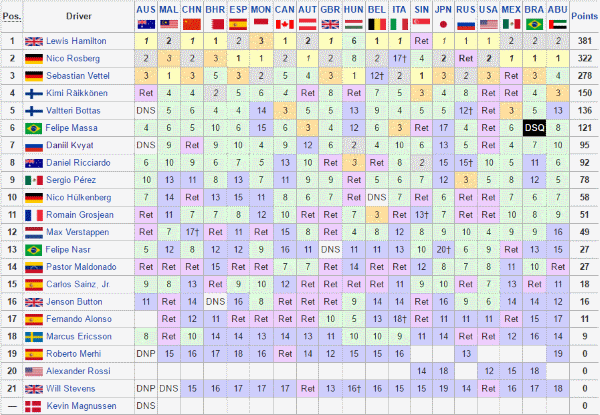 Pos. Driver AUS MAL CHN BHR ESP MON CAN AUT GBR HUN BEL ITA SIN JPN RUS USA MEX BRA ABU Points
1 Lewis Hamilton 1 2 1 1 2 3 1 2 1 6 1 1 Ret 1 1 1 2 2 2 381
2 Nico Rosberg 2 3 2 3 1 1 2 1 2 8 2 17† 4 2 Ret 2 1 1 1 322
3 Sebastian Vettel 3 1 3 5 3 2 5 4 3 1 12† 2 1 3 2 3 Ret 3 4 278
4 Kimi Räikkönen Ret 4 4 2 5 6 4 Ret 8 Ret 7 5 3 4 8 Ret Ret 4 3 150
5 Valtteri Bottas DNS 5 6 4 4 14 3 5 5 13 9 4 5 5 12† Ret 3 5 13 136
6 Felipe Massa 4 6 5 10 6 15 6 3 4 12 6 3 Ret 17 4 Ret 6 DSQ 8 121
7 Daniil Kvyat DNS 9 Ret 9 10 4 9 12 6 2 4 10 6 13 5 Ret 4 7 10 95
8 Daniel Ricciardo 6 10 9 6 7 5 13 10 Ret 3 Ret 8 2 15 15† 10 5 11 6 92
9 Sergio Pérez 10 13 11 8 13 7 11 9 9 Ret 5 6 7 12 3 5 8 12 5 78
10 Nico Hülkenberg 7 14 Ret 13 15 11 8 6 7 Ret DNS 7 Ret 6 Ret Ret 7 6 7 58
11 Romain Grosjean Ret 11 7 7 8 12 10 Ret Ret 7 3 Ret 13† 7 Ret Ret 10 8 9 51
12 Max Verstappen Ret 7 17† Ret 11 Ret 15 8 Ret 4 8 12 8 9 10 4 9 9 16 49
13 Felipe Nasr 5 12 8 12 12 9 16 11 DNS 11 11 13 10 20† 6 9 Ret 13 15 27
14 Pastor Maldonado Ret Ret Ret 15 Ret Ret 7 7 Ret 14 Ret Ret 12 8 7 8 11 10 Ret 27
15 Carlos Sainz, Jr. 9 8 13 Ret 9 10 12 Ret Ret Ret Ret 11 9 10 Ret 7 13 Ret 11 18
16 Jenson Button 11 Ret 14 DNS 16 8 Ret Ret Ret 9 14 14 Ret 16 9 6 14 14 12 16
17 Fernando Alonso Ret 12 11 Ret Ret Ret Ret 10 5 13 18† Ret 11 11 11 Ret 15 17 11
18 Marcus Ericsson 8 Ret 10 14 14 13 14 13 11 10 10 9 11 14 Ret Ret 12 16 14 9
19 Roberto Merhi DNP 15 16 17 18 16 Ret 14 12 15 15 16 13 19 0
20 Alexander Rossi 14 18 12 15 18 0
21 Will Stevens DNP DNS 15 16 17 17 17 Ret 13 16† 16 15 15 19 14 Ret 16 17 18 0
— Kevin Magnussen DNS 0